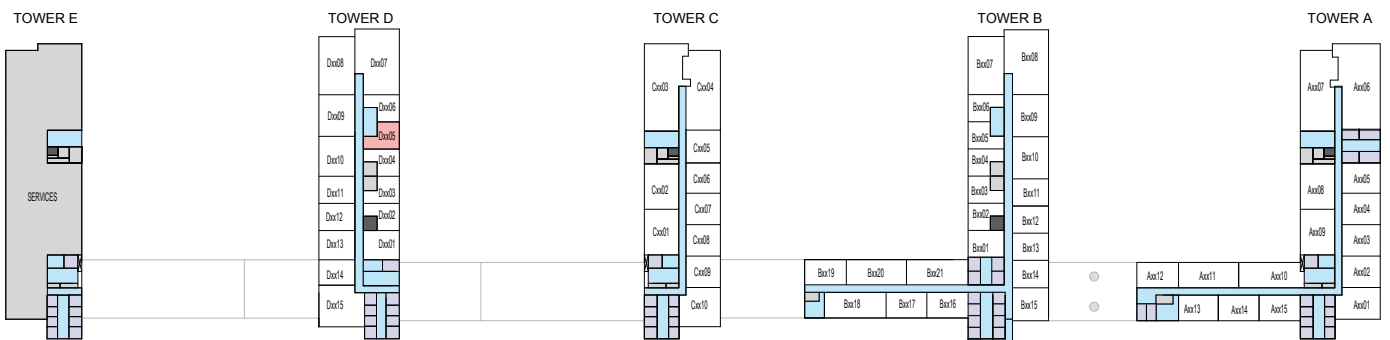 TOWER E
TOWER D
TOWER C
TOWER B
TOWER A
SERVICES
Dxx08
Dxx07
Dxx09
Dxx06
Dxx05
Dxx10
Dxx04
Dxx11
Dxx03
Dxx12
Dxx02
Dxx13
Dxx01
Dxx14
Dxx15
Cxx03
Cxx04
Cxx05
Cxx02
Cxx06
Cxx07
Cxx01
Cxx08
Cxx09
Cxx10
Bxx07
Bxx08
Bxx06
Bxx09
Bxx05
Bxx04
Bxx10
Bxx03
Bxx11
Bxx02
Bxx12
Bxx01
Bxx13
Bxx19
Bxx20
Bxx21
Bxx14
Bxx18
Bxx17
Bxx16
Bxx15
Axx07
Axx06
Axx08
Axx05
Axx04
Axx09
Axx03
Axx12
Axx11
Axx10
Axx02
Axx13
Axx14
Axx15
Axx01